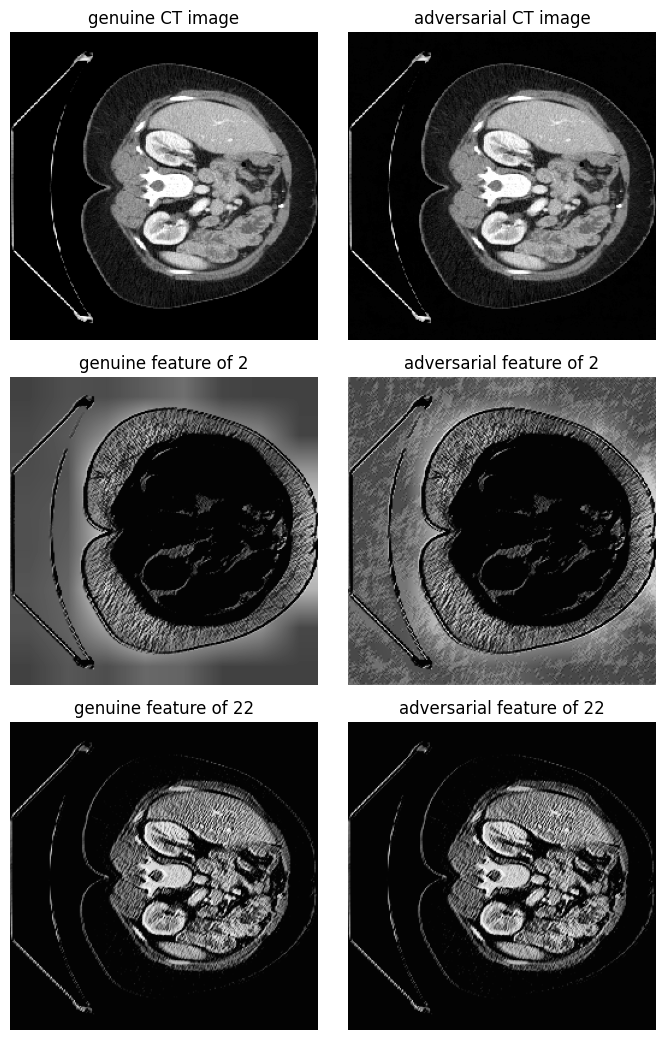 genuine CT image
adversarial CT image
genuine feature of 2
adversarial feature of 2
genuine feature of 22
adversarial feature of 22